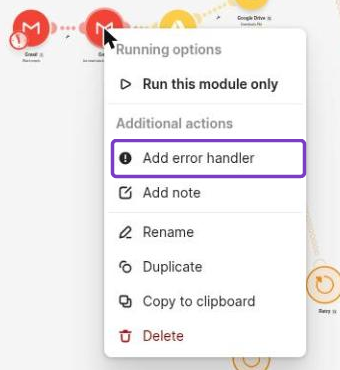 Google Drive
Gmail
Running options
Run this module only
Additional actions
Add error handler
Add note
Rename
Duplicate
Copy to clipboard
Delete
Retry